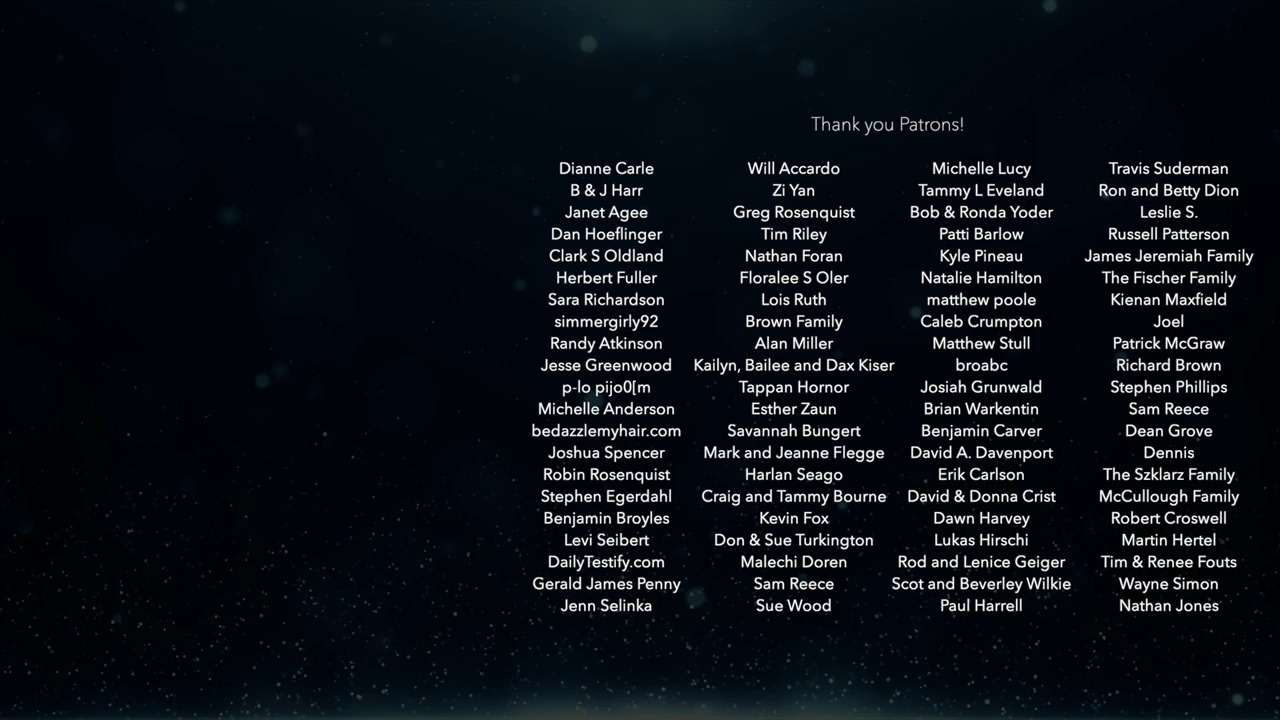 Thank you Patrons!
Dianne Carle
B & J Harr
Janet Agee
Dan Hoeflinger
Clark S Oldland
Herbert Fuller
Sara Richardson
simmergirly92
Randy Atkinson
Jesse Greenwood
p-lo pijo0[m
Michelle Anderson
bedazzlemyhair.com
Joshua Spencer
Robin Rosenquist
Stephen Egerdahl
Benjamin Broyles
Levi Seibert
DailyTestify.com
Gerald James Penny
Jenn Selinka
Will Accardo
Zi Yan
Greg Rosenquist
Tim Riley
Nathan Foran
Floralee S Oler
Lois Ruth
Brown Family
Alan Miller
Kailyn, Bailee and Dax Kiser
Tappan Hornor
Esther Zaun
Savannah Bungert
Mark and Jeanne Flegge
Harlan Seago
Craig and Tammy Bourne
Kevin Fox
Don & Sue Turkington
Malechi Doren
Sam Reece
Sue Wood
Michelle Lucy
Tammy L Eveland
Bob & Ronda Yoder
Patti Barlow
Kyle Pineau
Natalie Hamilton
matthew poole
Caleb Crumpton
Matthew Stull
broabc
Josiah Grunwald
Brian Warkentin
Benjamin Carver
David A. Davenport
Erik Carlson
David & Donna Crist
Dawn Harvey
Lukas Hirschi
Rod and Lenice Geiger
Scot and Beverley Wilkie
Paul Harrell
Travis Suderman
Ron and Betty Dion
Leslie S.
Russell Patterson
James Jeremiah Family
The Fischer Family
Kienan Maxfield
Joel
Patrick McGraw
Richard Brown
Stephen Phillips
Sam Reece
Dean Grove
Dennis
The Szklarz Family
McCullough Family
Robert Croswell
Martin Hertel
Tim & Renee Fouts
Wayne Simon
Nathan Jones